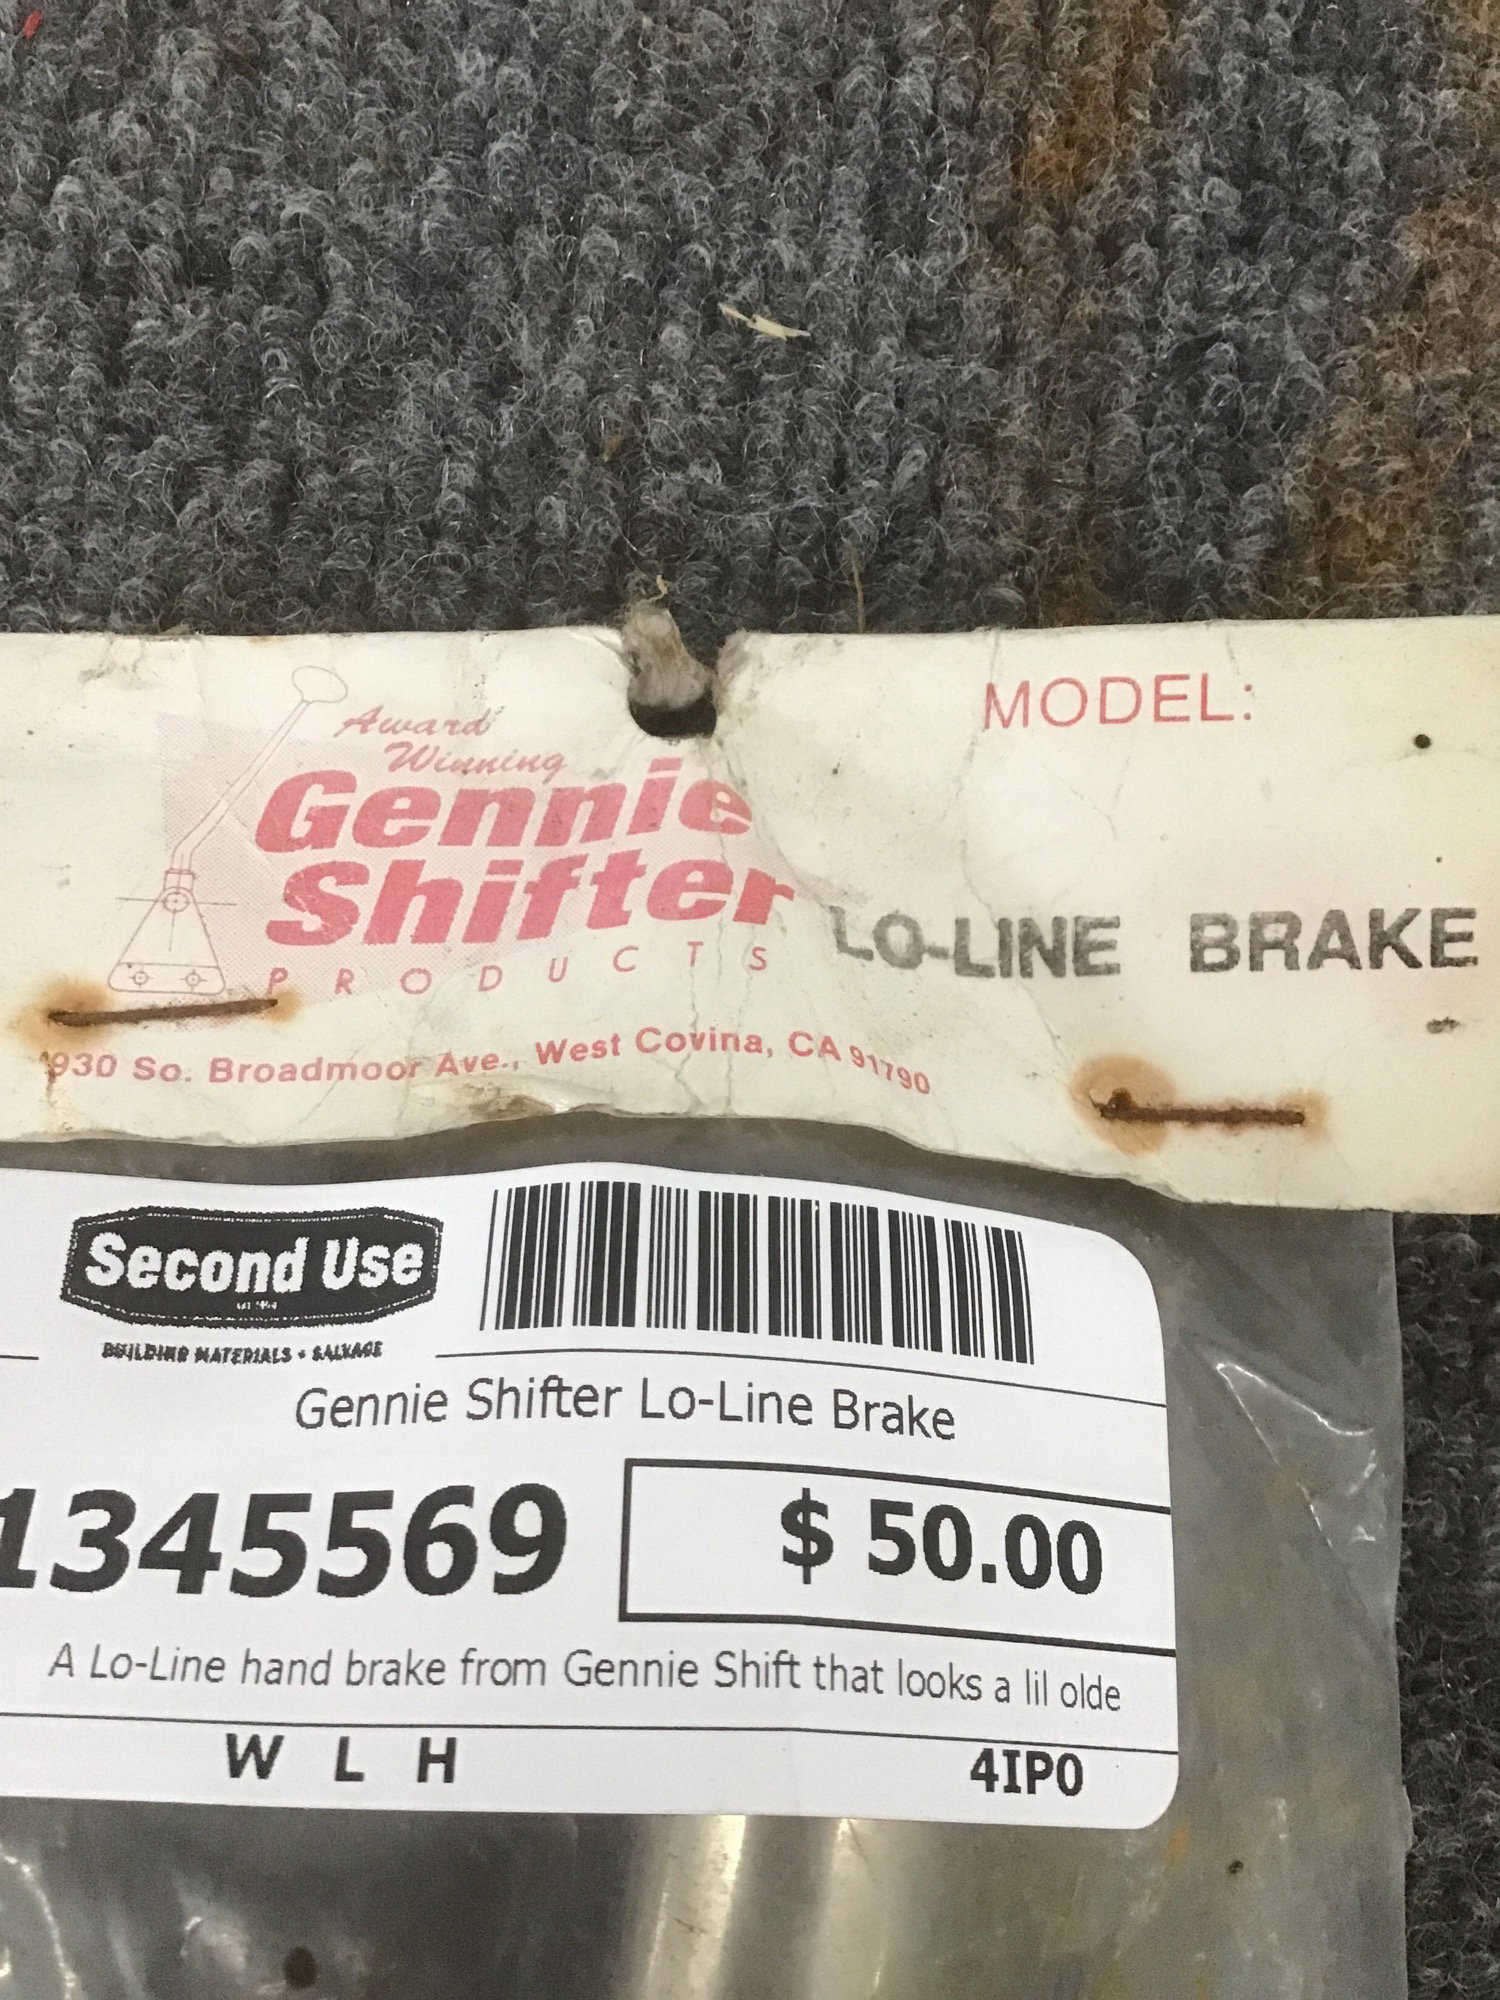 Award
Winning
Gennie
Shifter
PRODUCTS
930 So. Broadmoor Ave., West Covina, CA 91790
MODEL:
LO-LINE BRAKE
Second Use
BUILDING MATERIALS + SALVAGE
Gennie Shifter Lo-Line Brake
1345569
$ 50.00
A Lo-Line hand brake from Gennie Shift that looks a lil olde
W L H
4IP0